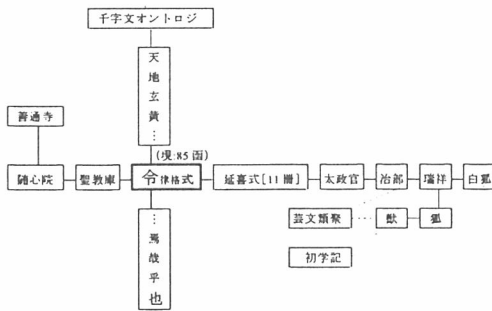 千字文オントロジ
天地玄黄…
善通寺
(現:85面)
随心院
聖教庫
令律格式
延喜式[11冊]
太政官
治部
瑞祥
白狐
芸文類聚
…
獣
狐
初学記
…焉哉乎也